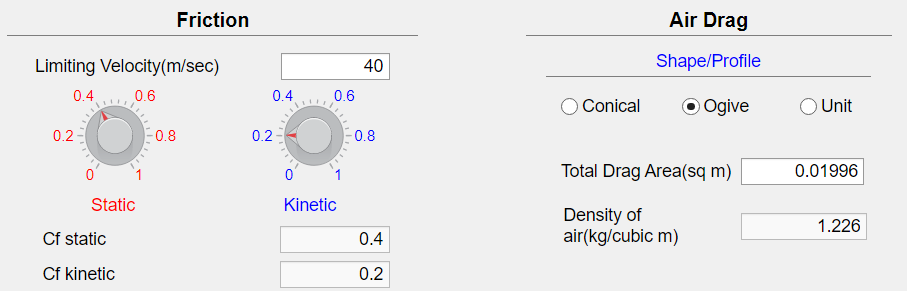 Friction
Limiting Velocity(m/sec) 40
0.4 0.6
0.2 0.8
0 1
Static
0.4 0.6
0.2 0.8
0 1
Kinetic
Cf static 0.4
Cf kinetic 0.2
Air Drag
Shape/Profile
Conical Ogive Unit
Total Drag Area(sq m) 0.01996
Density of
air(kg/cubic m) 1.226